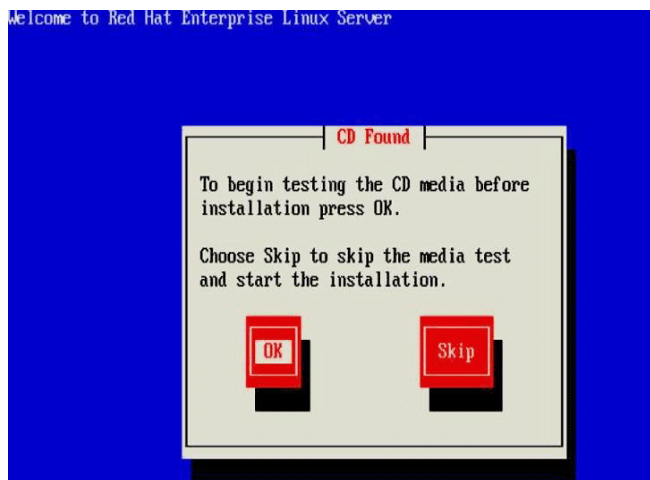 Welcome to Red Hat Enterprise Linux Server
CD Found
To begin testing the CD media before
installation press OK.
Choose Skip to skip the media test
and start the installation.
OK
Skip